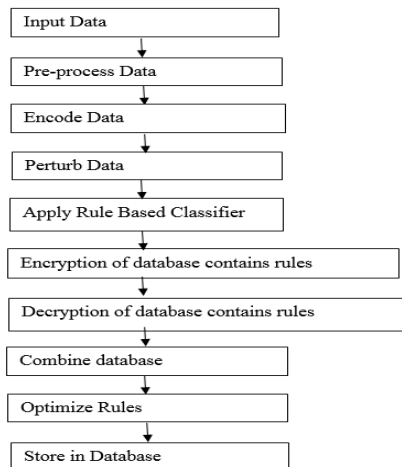 Input Data
Pre-process Data
Encode Data
Perturb Data
Apply Rule Based Classifier
Encryption of database contains rules
Decryption of database contains rules
Combine database
Optimize Rules
Store in Database